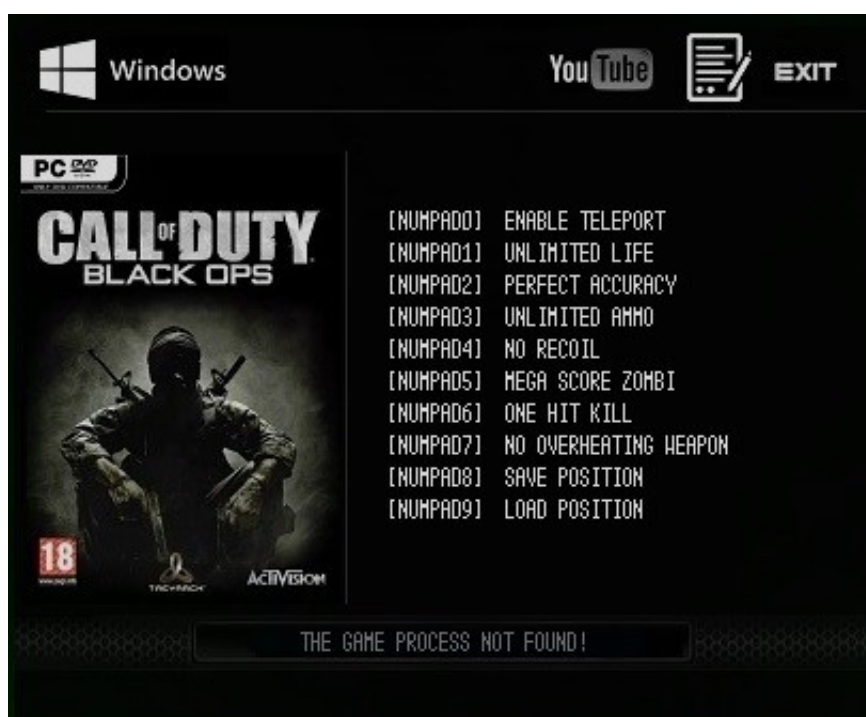 Windows
YouTube
EXIT
PC DVD
CALL OF DUTY
BLACK OPS
[NUMPAD0] ENABLE TELEPORT
[NUMPAD1] UNLIMITED LIFE
[NUMPAD2] PERFECT ACCURACY
[NUMPAD3] UNLIMITED AMMO
[NUMPAD4] NO RECOIL
[NUMPAD5] MEGA SCORE ZOMBI
[NUMPAD6] ONE HIT KILL
[NUMPAD7] NO OVERHEATING WEAPON
[NUMPAD8] SAVE POSITION
[NUMPAD9] LOAD POSITION
18
TREYARCH
ACTIVISION
THE GAME PROCESS NOT FOUND!